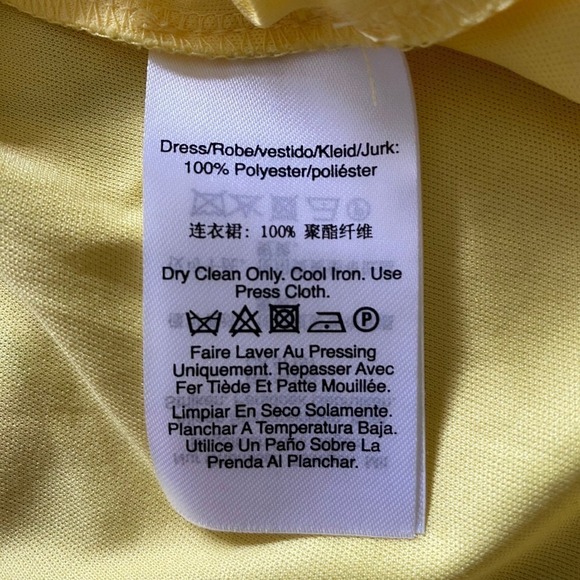 Dress/Robe/vestido/Kleid/Jurk:
100% Polyester/poliéster
连衣裙: 100% 聚酯纤维
Dry Clean Only. Cool Iron. Use
Press Cloth.
P
Faire Laver Au Pressing
Uniquement. Repasser Avec
Fer Tiède Et Patte Mouillée.
Limpiar En Seco Solamente.
Planchar A Temperatura Baja.
Utilice Un Paño Sobre La
Prenda Al Planchar.